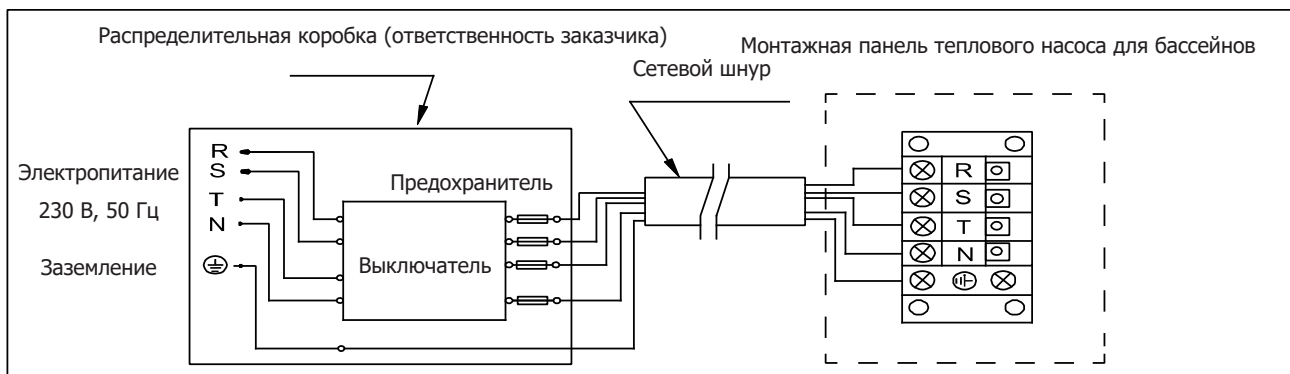 Распределительная коробка (ответственность заказчика)
Монтажная панель теплового насоса для бассейнов
Сетевой шнур
Электропитание
230 В, 50 Гц
Заземление
R
S
T
N
Предохранитель
Выключатель
R
S
T
N